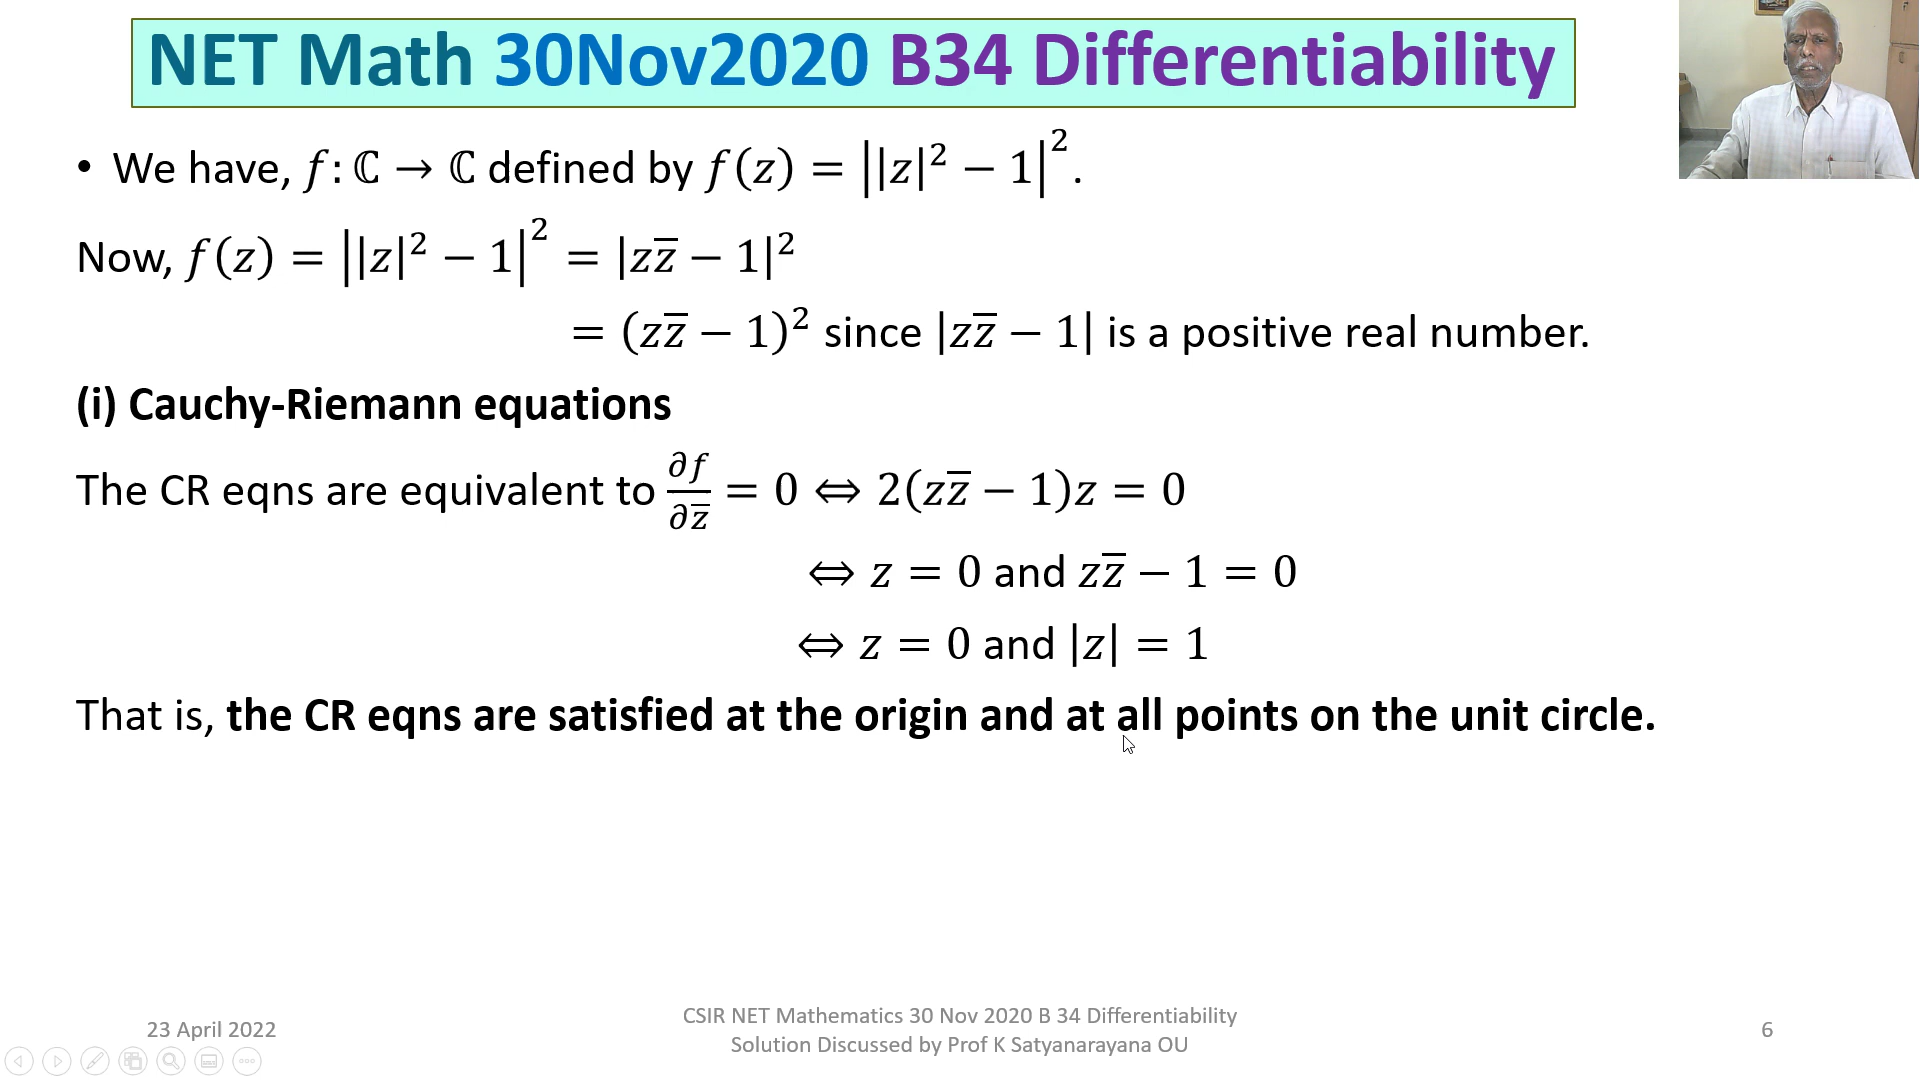 NET Math 30Nov2020 B34 Differentiability
• We have, f: ℂ → ℂ defined by f(z) = ||z|² − 1|².
Now, f(z) = ||z|² − 1|² = |zz̅ − 1|²
= (zz̅ − 1)² since |zz̅ − 1| is a positive real number.
(i) Cauchy-Riemann equations
The CR eqns are equivalent to ∂f/∂z̅ = 0 ⇔ 2(zz̅ − 1)z = 0
⇔ z = 0 and zz̅ − 1 = 0
⇔ z = 0 and |z| = 1
That is, the CR eqns are satisfied at the origin and at all points on the unit circle.
23 April 2022
CSIR NET Mathematics 30 Nov 2020 B 34 Differentiability
Solution Discussed by Prof K Satyanarayana OU
6